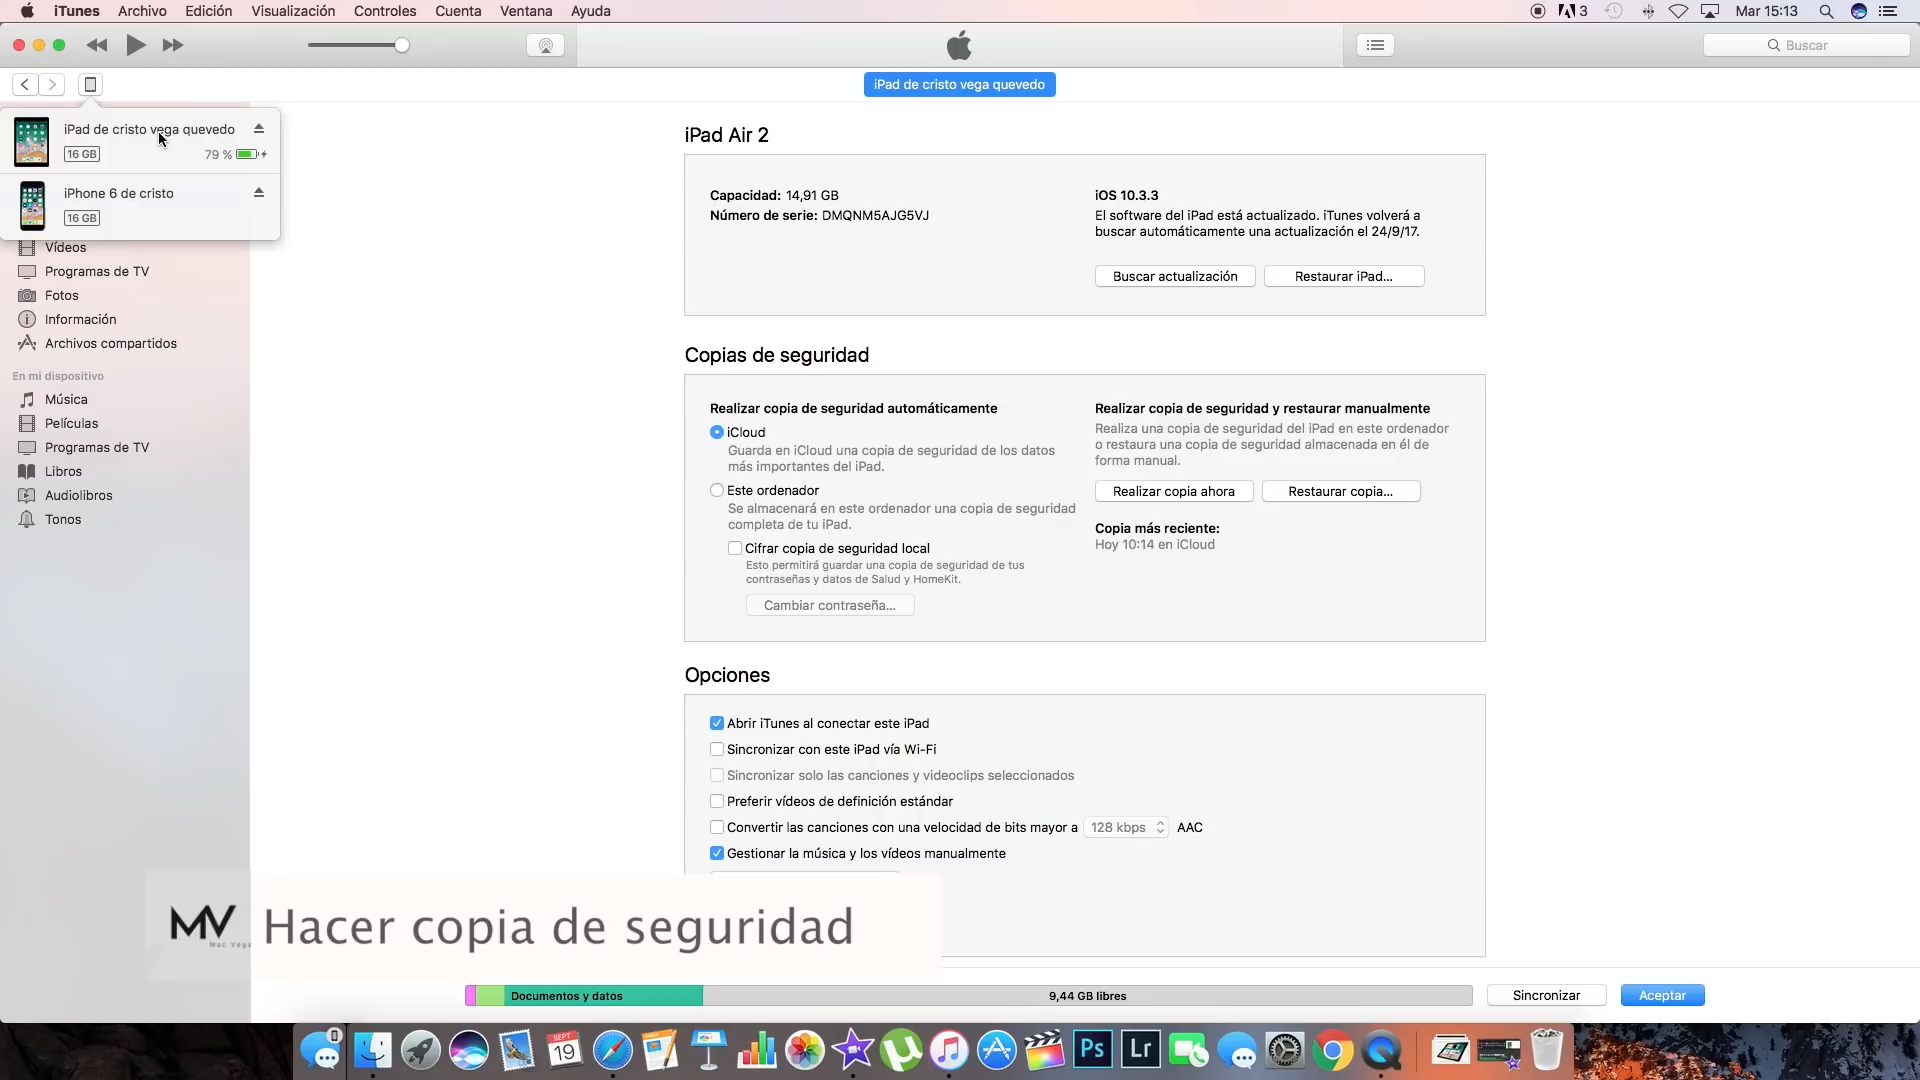 iTunes Archivo Edición Visualización Controles Cuenta Ventana Ayuda
3
Mar 15:13
Buscar
iPad de cristo vega quevedo
iPad de cristo vega quevedo
16 GB
79 %
iPhone 6 de cristo
16 GB
Vídeos
Programas de TV
Fotos
Información
Archivos compartidos
En mi dispositivo
Música
Películas
Programas de TV
Libros
Audiolibros
Tonos
iPad Air 2
Capacidad: 14,91 GB
Número de serie: DMQNM5AJG5VJ
iOS 10.3.3
El software del iPad está actualizado. iTunes volverá a
buscar automáticamente una actualización el 24/9/17.
Buscar actualización
Restaurar iPad...
Copias de seguridad
Realizar copia de seguridad automáticamente
iCloud
Guarda en iCloud una copia de seguridad de los datos
más importantes del iPad.
Este ordenador
Se almacenará en este ordenador una copia de seguridad
completa de tu iPad.
Cifrar copia de seguridad local
Esto permitirá guardar una copia de seguridad de tus
contraseñas y datos de Salud y HomeKit.
Cambiar contraseña...
Realizar copia de seguridad y restaurar manualmente
Realiza una copia de seguridad del iPad en este ordenador
o restaura una copia de seguridad almacenada en él de
forma manual.
Realizar copia ahora
Restaurar copia...
Copia más reciente:
Hoy 10:14 en iCloud
Opciones
Abrir iTunes al conectar este iPad
Sincronizar con este iPad vía Wi-Fi
Sincronizar solo las canciones y videoclips seleccionados
Preferir vídeos de definición estándar
Convertir las canciones con una velocidad de bits mayor a 128 kbps AAC
Gestionar la música y los vídeos manualmente
MV
Mac Vega
Hacer copia de seguridad
Documentos y datos
9,44 GB libres
Sincronizar
Aceptar
SEPT
19
Ps
Lr